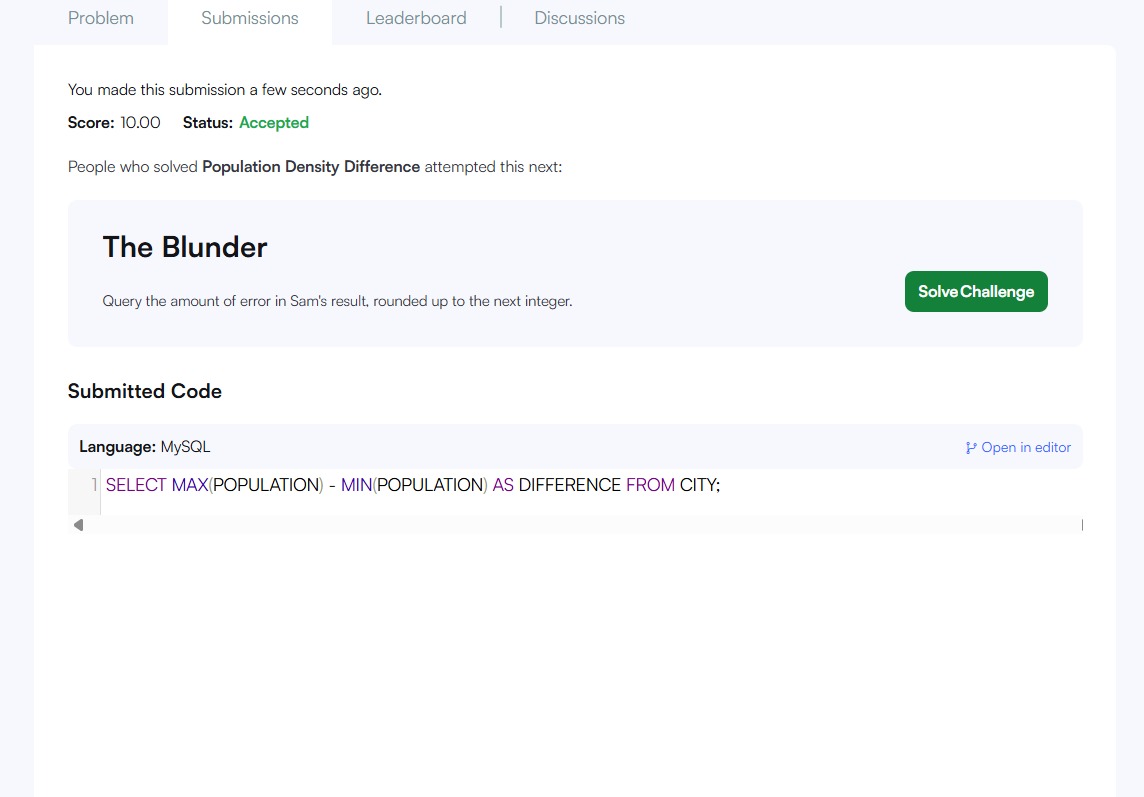 Problem Submissions Leaderboard | Discussions
You made this submission a few seconds ago.
Score: 10.00 Status: Accepted
People who solved Population Density Difference attempted this next:
The Blunder
Query the amount of error in Sam's result, rounded up to the next integer.
Solve Challenge
Submitted Code
Language: MySQL Open in editor
1 SELECT MAX(POPULATION) - MIN(POPULATION) AS DIFFERENCE FROM CITY;